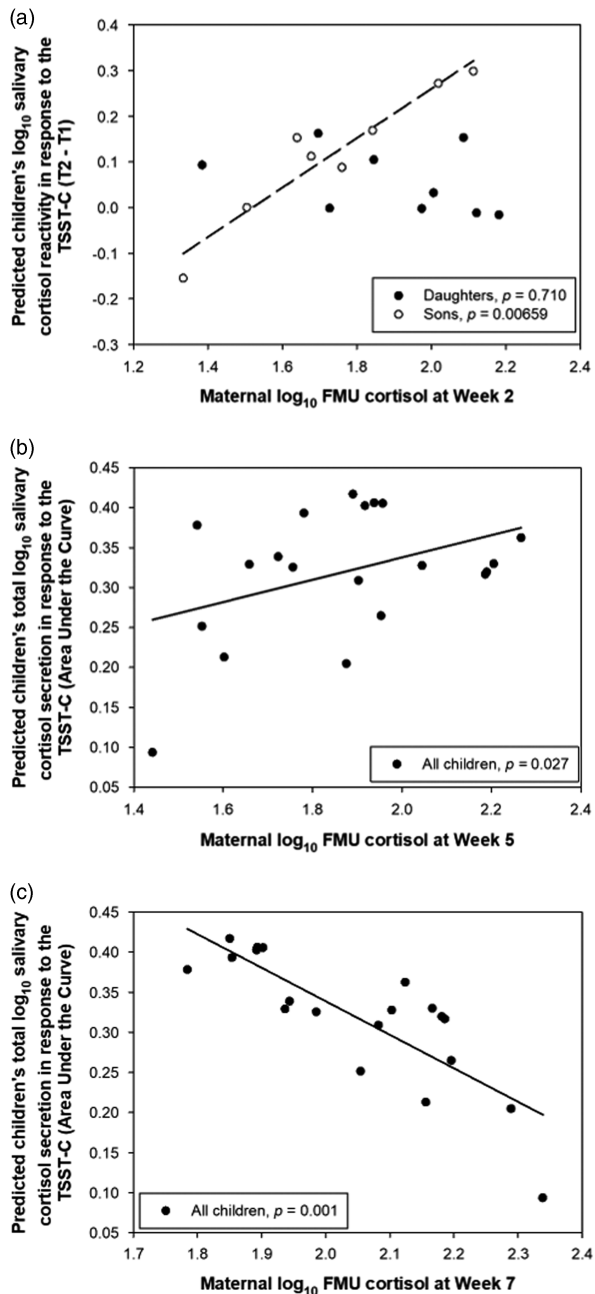 (a)
Predicted children's log10 salivary
cortisol reactivity in response to the
TSST-C (T2 - T1)
0.4
0.3
0.2
0.1
0.0
-0.1
-0.2
-0.3
Daughters, p = 0.710
Sons, p = 0.00659
1.2 1.4 1.6 1.8 2.0 2.2 2.4
Maternal log10 FMU cortisol at Week 2
(b)
Predicted children's total log10 salivary
cortisol secretion in response to the
TSST-C (Area Under the Curve)
0.45
0.40
0.35
0.30
0.25
0.20
0.15
0.10
0.05
All children, p = 0.027
1.4 1.6 1.8 2.0 2.2 2.4
Maternal log10 FMU cortisol at Week 5
(c)
Predicted children's total log10 salivary
cortisol secretion in response to the
TSST-C (Area Under the Curve)
0.45
0.40
0.35
0.30
0.25
0.20
0.15
0.10
0.05
All children, p = 0.001
1.7 1.8 1.9 2.0 2.1 2.2 2.3 2.4
Maternal log10 FMU cortisol at Week 7